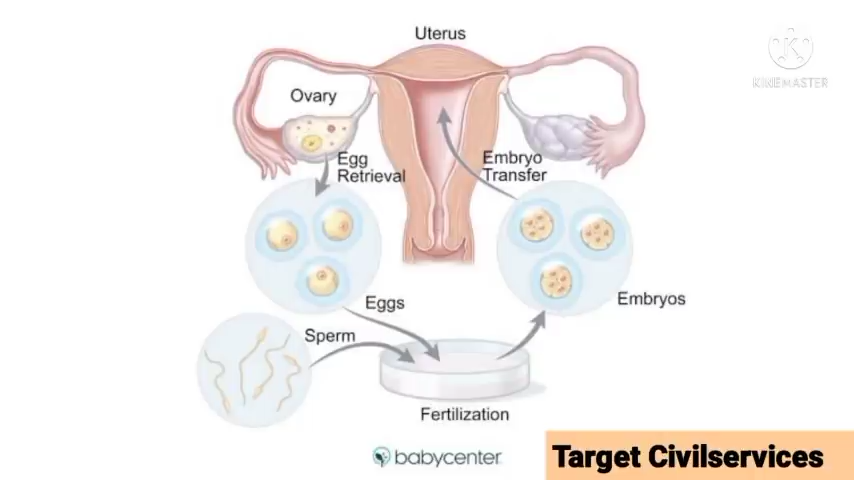 Uterus
KINEMASTER
Ovary
Egg
Retrieval
Embryo
Transfer
Eggs
Embryos
Sperm
Fertilization
babycenter
Target Civilservices